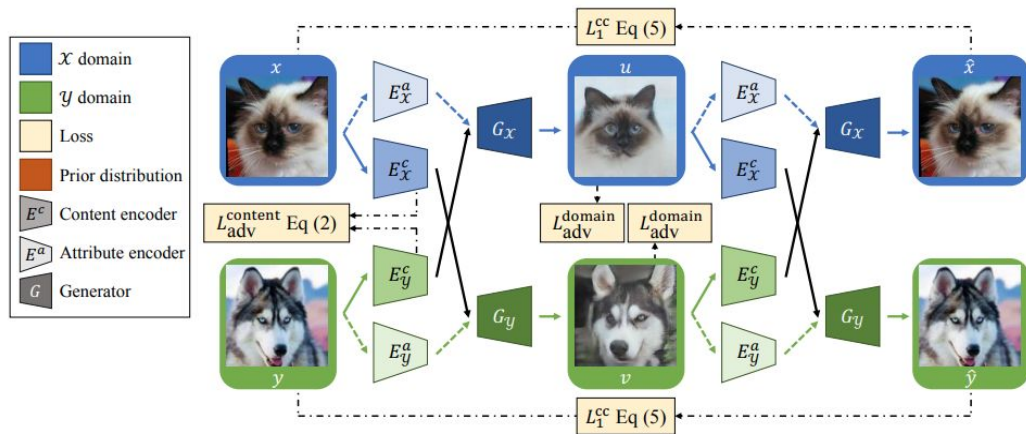 𝒳 domain
𝒴 domain
Loss
Prior distribution
E^c Content encoder
E^a Attribute encoder
G Generator
L_1^cc Eq (5)
x
E_𝒳^a
E_𝒳^c
G_𝒳
u
E_𝒳^a
E_𝒳^c
G_𝒳
x̂
L_adv^content Eq (2)
L_adv^domain
L_adv^domain
E_𝒴^c
E_𝒴^a
G_𝒴
E_𝒴^c
E_𝒴^a
G_𝒴
y
v
ŷ
L_1^cc Eq (5)